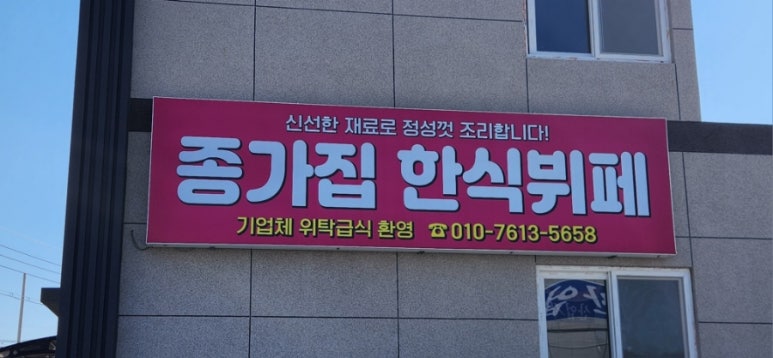 신선한 재료로 정성껏 조리합니다!
종가집 한식뷔페
기업체 위탁급식 환영 ☎010-7613-5658